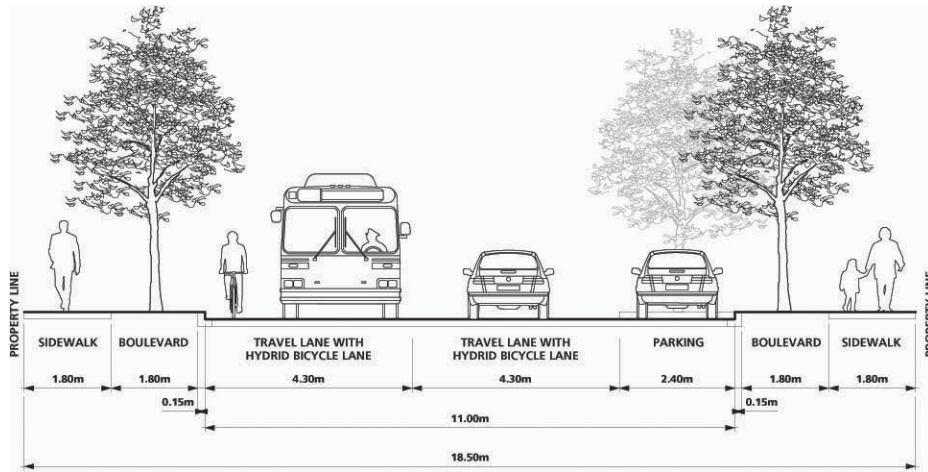 PROPERTY LINE
PROPERTY LINE
SIDEWALK
BOULEVARD
TRAVEL LANE WITH
HYDRID BICYCLE LANE
TRAVEL LANE WITH
HYDRID BICYCLE LANE
PARKING
BOULEVARD
SIDEWALK
1.80m
1.80m
4.30m
4.30m
2.40m
1.80m
1.80m
0.15m
0.15m
11.00m
18.50m